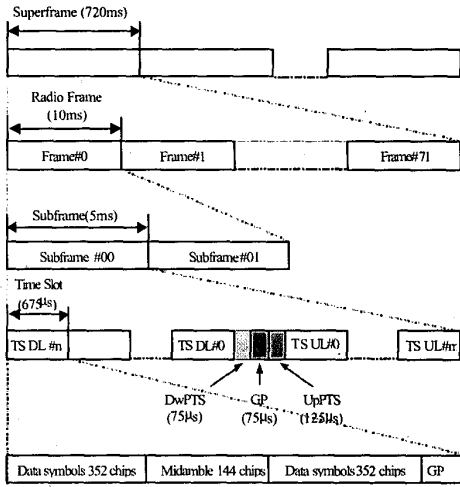 Superframe (720ms)
Radio Frame
(10ms)
Frame#0
Frame#1
Frame#71
Subframe(5ms)
Subframe #00
Subframe#01
Time Slot
(675μs)
TS DL #n
TS DL#0
TS UL#0
TS UL#m
DwPTS
(75μs)
GP
(75μs)
UpPTS
(125μs)
Data symbols 352 chips
Midamble 144 chips
Data symbols 352 chips
GP